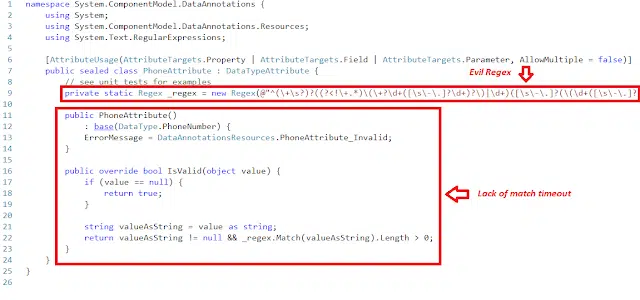 1 namespace System.ComponentModel.DataAnnotations {
2 using System;
3 using System.ComponentModel.DataAnnotations.Resources;
4 using System.Text.RegularExpressions;
5
6 [AttributeUsage(AttributeTargets.Property | AttributeTargets.Field | AttributeTargets.Parameter, AllowMultiple = false)]
7 public sealed class PhoneAttribute : DataTypeAttribute {
Evil Regex
8 // see unit tests for examples
9 private static Regex _regex = new Regex(@"^(\+\s?)?((?<!\+.*)\(\+?\d+([\s\-\.]?\d+)?\)|\d+)([\s\-\.]?(\(\d+([\s\-\.]?
10
11 public PhoneAttribute()
12 : base(DataType.PhoneNumber) {
13 ErrorMessage = DataAnnotationsResources.PhoneAttribute_Invalid;
14 }
15
16 public override bool IsValid(object value) {
17 if (value == null) {
18 return true;
Lack of match timeout
19 }
20
21 string valueAsString = value as string;
22 return valueAsString != null && _regex.Match(valueAsString).Length > 0;
23 }
24 }
25 }
26